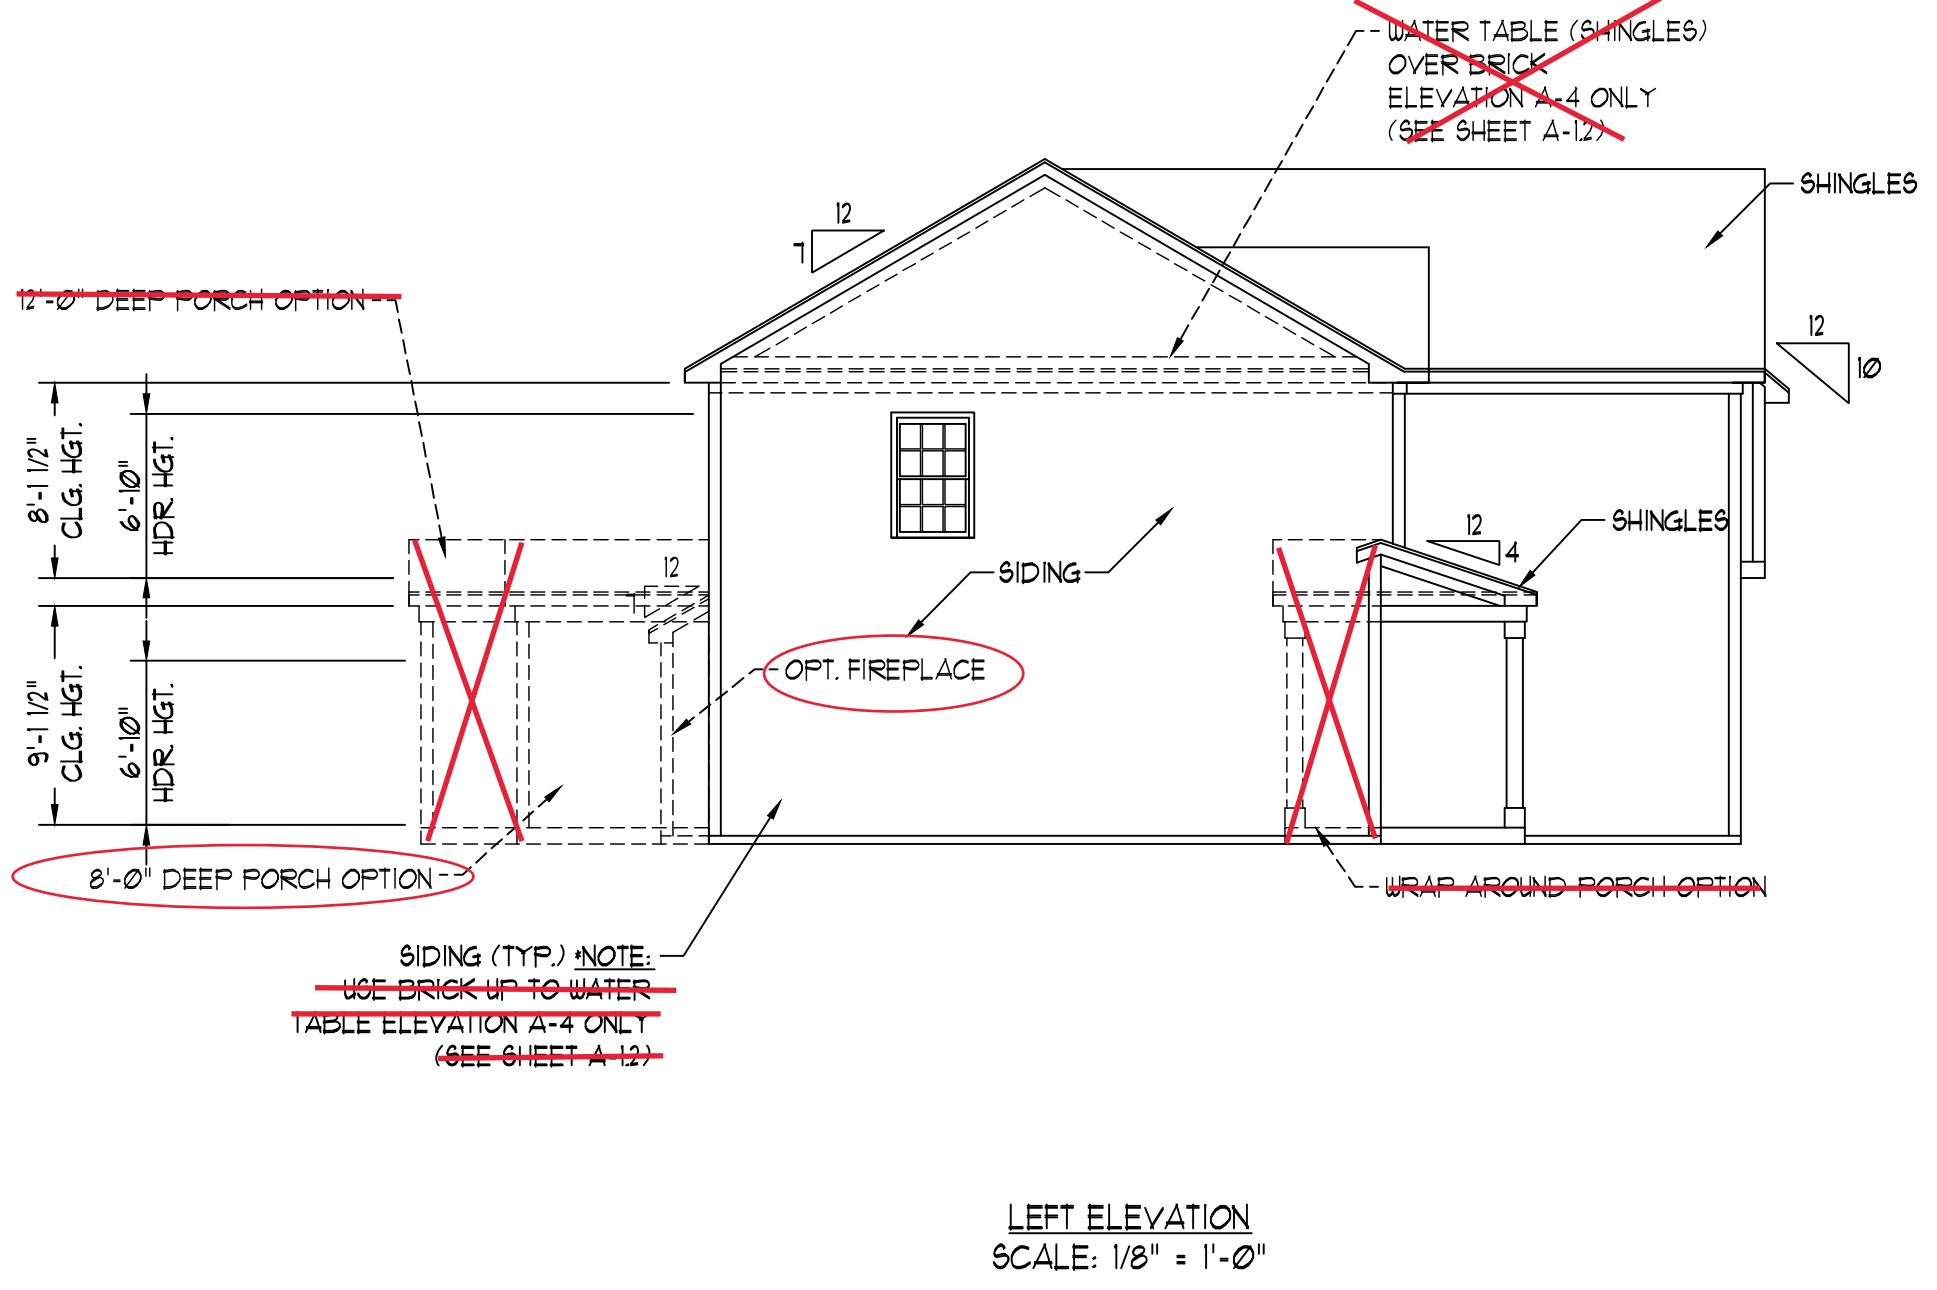 WATER TABLE (SHINGLES)
OVER BRICK
ELEVATION A-4 ONLY
(SEE SHEET A-1.2)
SHINGLES
12
7
12'-0" DEEP PORCH OPTION
12
10
8'-1 1/2"
CLG. HGT.
6'-10"
HDR. HGT.
SHINGLES
12
4
12
7
SIDING
OPT. FIREPLACE
9'-1 1/2"
CLG. HGT.
6'-10"
HDR. HGT.
8'-0" DEEP PORCH OPTION
WRAP AROUND PORCH OPTION
SIDING (TYP.) *NOTE:
USE BRICK UP TO WATER
TABLE ELEVATION A-4 ONLY
(SEE SHEET A-1.2)
LEFT ELEVATION
SCALE: 1/8" = 1'-0"